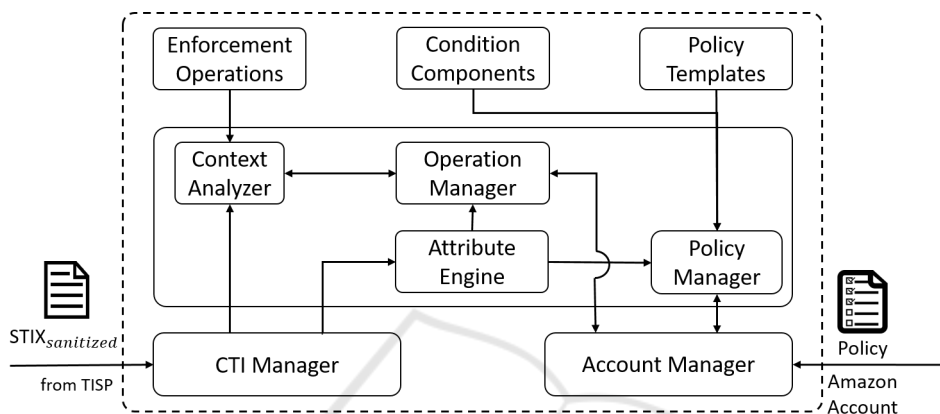 Enforcement
Operations
Condition
Components
Policy
Templates
Context
Analyzer
Operation
Manager
Attribute
Engine
Policy
Manager
STIXsanitized
from TISP
CTI Manager
Account Manager
Policy
Amazon
Account